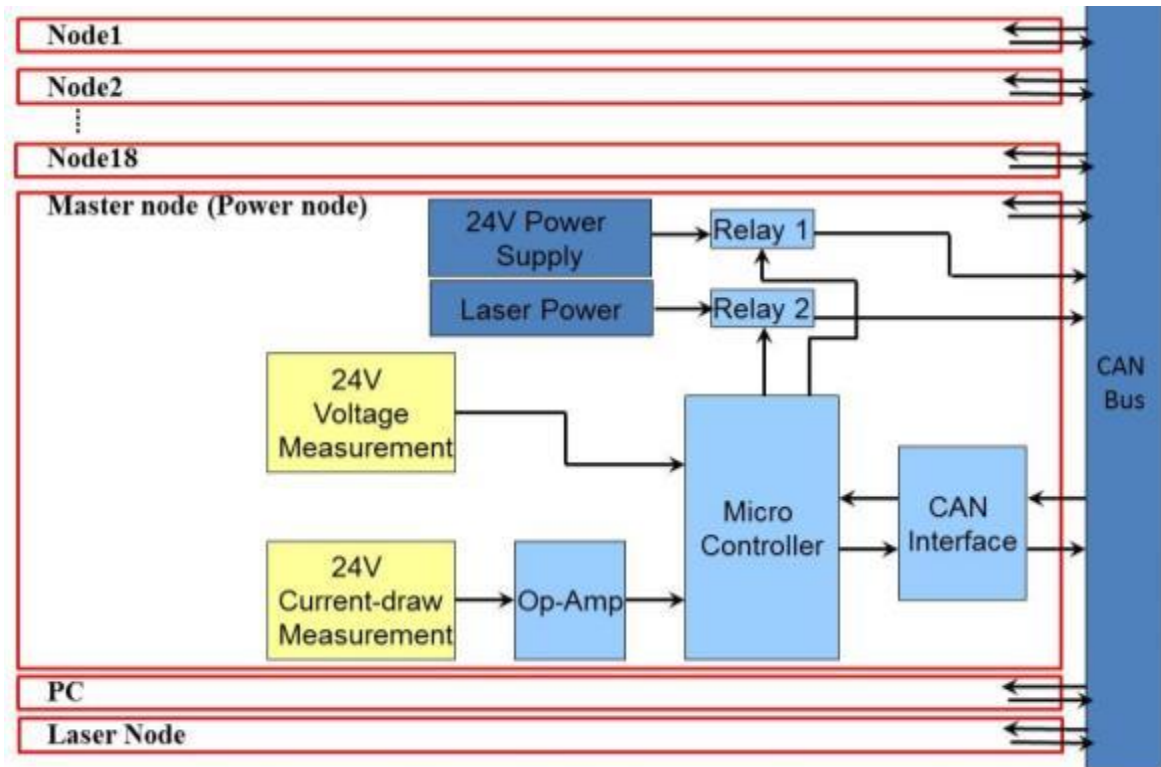 Node1
Node2
Node18
Master node (Power node)
24V Power
Supply
Relay 1
Laser Power
Relay 2
24V
Voltage
Measurement
CAN
Bus
Micro
Controller
CAN
Interface
24V
Current-draw
Measurement
Op-Amp
PC
Laser Node